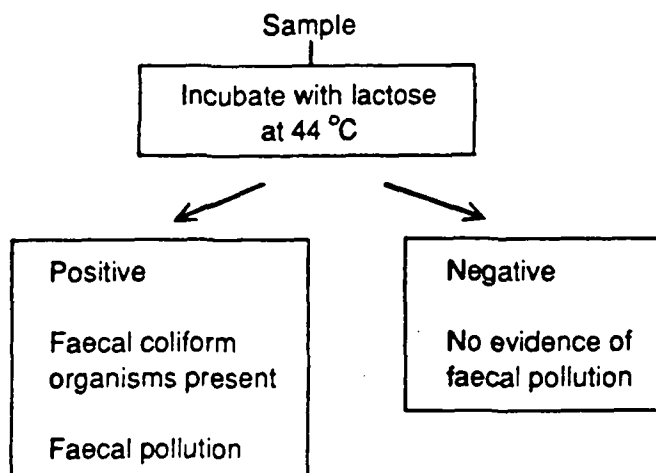 Sample
Incubate with lactose
at 44 °C
Positive
Faecal coliform
organisms present
Faecal pollution
Negative
No evidence of
faecal pollution